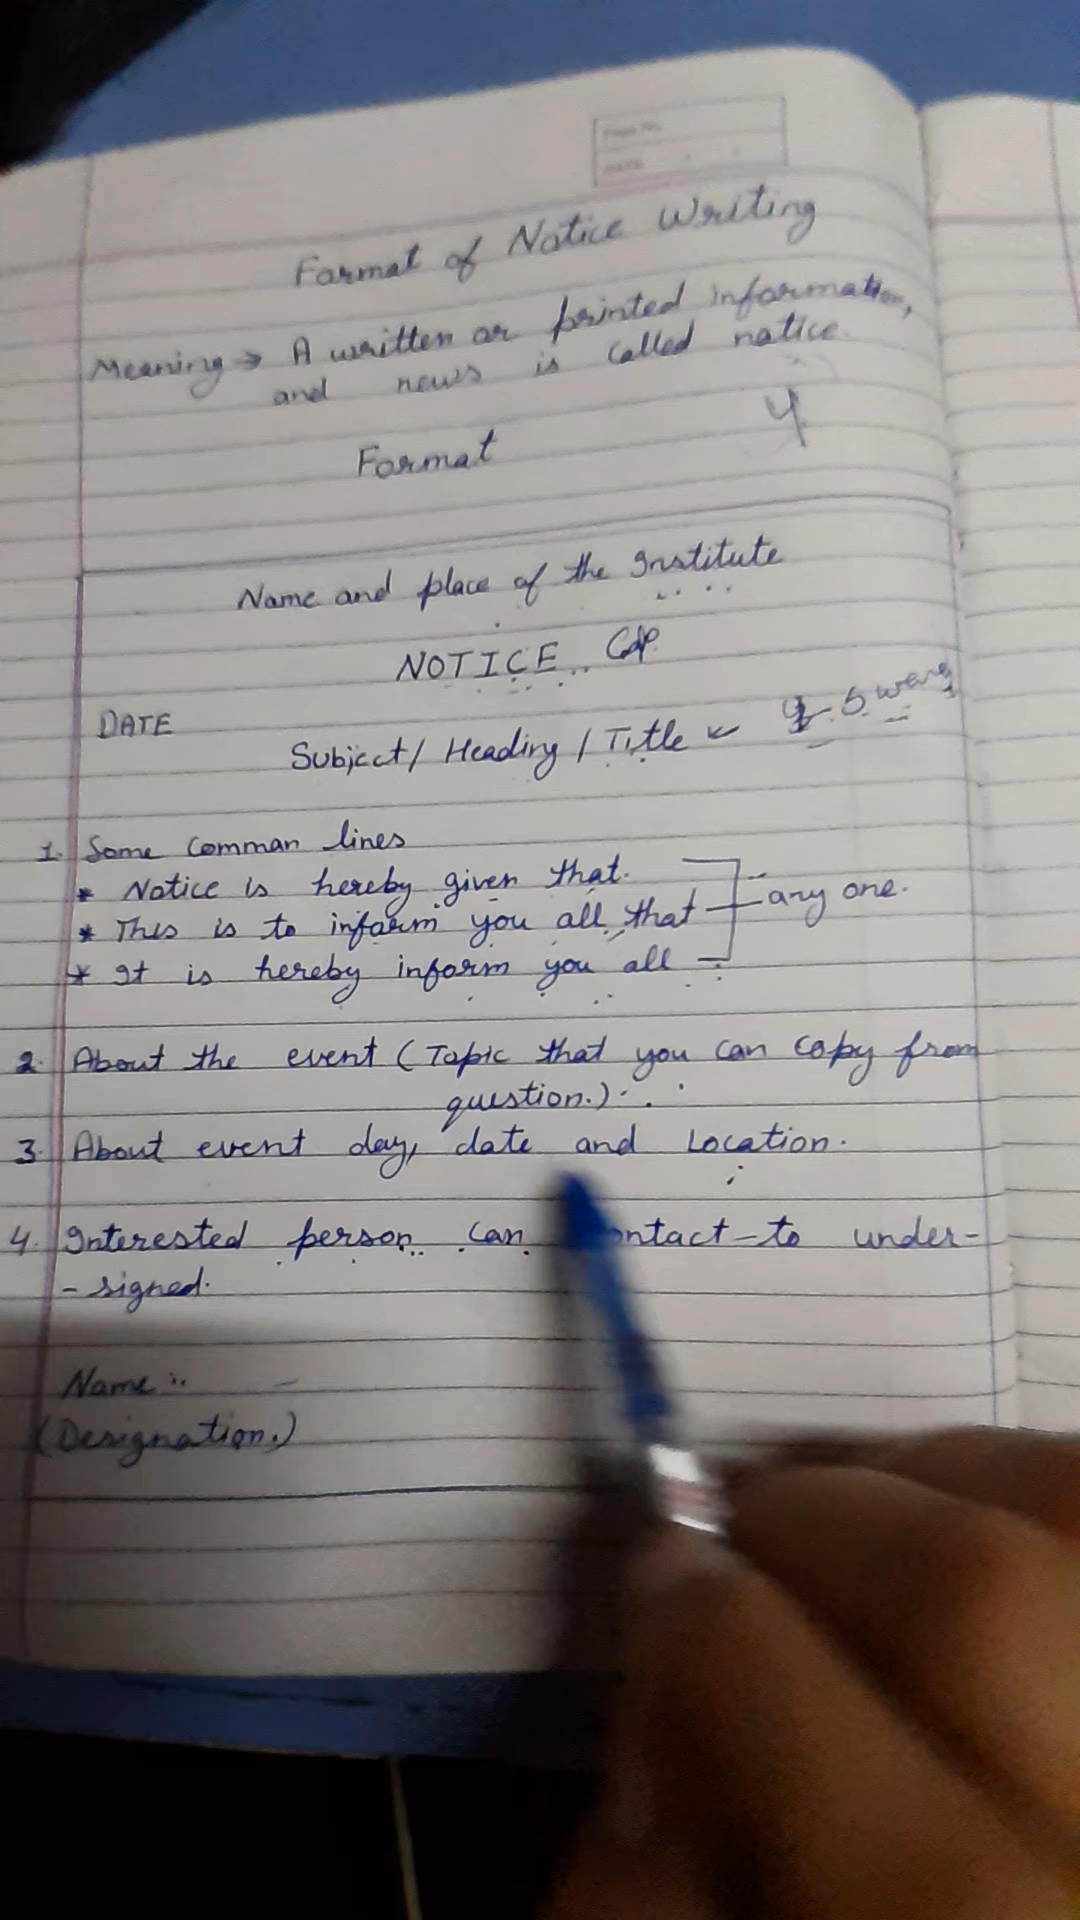 Page No.
DATE
Format of Notice Writing
Meaning → A written or printed information,
and news is called notice.
Format
4
Name and place of the Institute
NOTICE
DATE
Subject/ Heading / Title
1. Some comman lines
* Notice is hereby given that.
* This is to inform you all that
* It is hereby inform you all
any one.
2. About the event (Topic that you can copy from
question.)
3. About event day, date and Location.
4. Interested person can ontact to under-
- signed.
Name :
(Designation.)